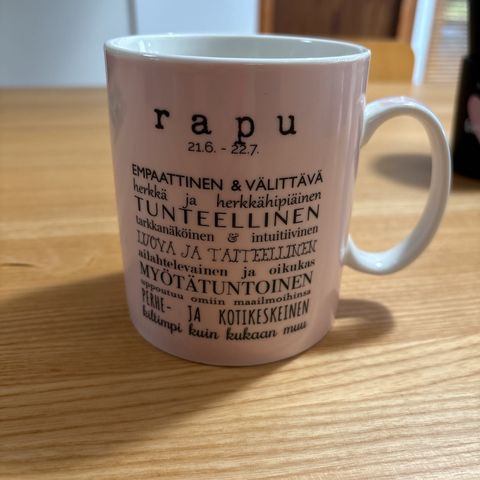 rapu
21.6. - 22.7.
EMPAATTINEN & VÄLITTÄVÄ
herkkä ja herkkähipiäinen
TUNTEELLINEN
tarkkanäköinen & intuitiivinen
LUOVA JA TAITEELLINEN
ailahtelevainen ja oikukas
MYÖTÄTUNTOINEN
uppoutuu omiin maailmoihinsa
PERHE- JA KOTIKESKEINEN
kiltimpi kuin kukaan muu